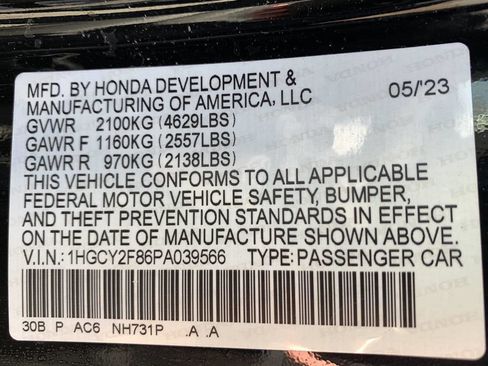 MFD. BY HONDA DEVELOPMENT &
MANUFACTURING OF AMERICA, LLC 05/'23
GVWR 2100KG (4629LBS)
GAWR F 1160KG (2557LBS)
GAWR R 970KG (2138LBS)
THIS VEHICLE CONFORMS TO ALL APPLICABLE
FEDERAL MOTOR VEHICLE SAFETY, BUMPER,
AND THEFT PREVENTION STANDARDS IN EFFECT
ON THE DATE OF MANUFACTURE SHOWN ABOVE.
V.I.N.: 1HGCY2F86PA039566 TYPE: PASSENGER CAR
30B P AC6 NH731P .A .A